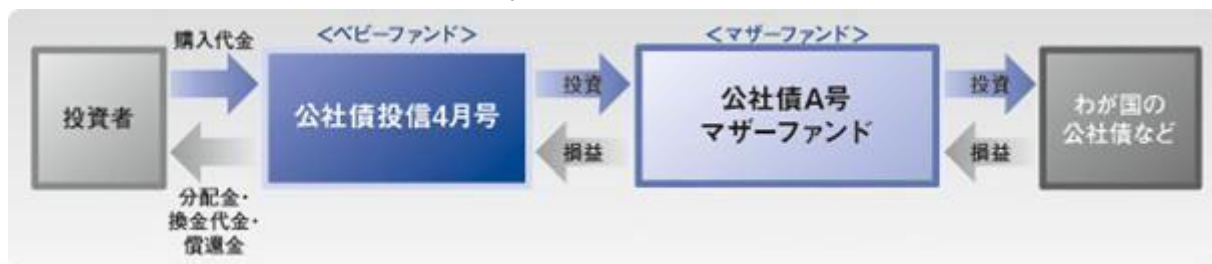 購入代金
<ベビーファンド>
<マザーファンド>
投資者
公社債投信4月号
投資
損益
公社債A号
マザーファンド
投資
損益
わが国の
公社債など
分配金・
換金代金・
償還金